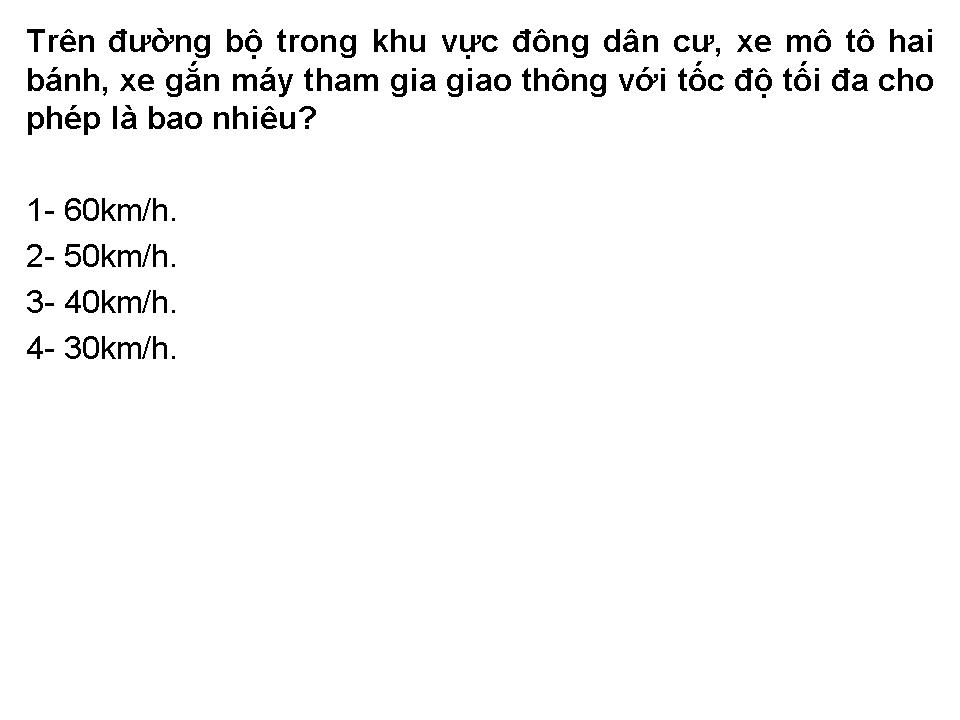 Trên đường bộ trong khu vực đông dân cư, xe mô tô hai
bánh, xe gắn máy tham gia giao thông với tốc độ tối đa cho
phép là bao nhiêu?
1- 60km/h.
2- 50km/h.
3- 40km/h.
4- 30km/h.